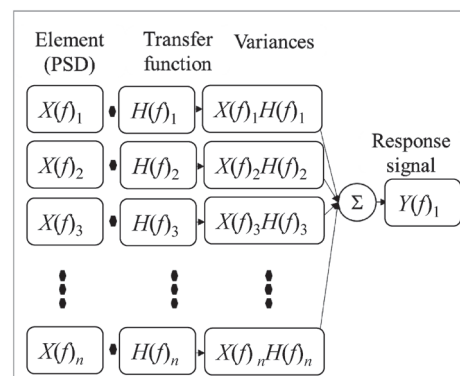 Element Transfer Variances
(PSD) function
X(f)₁ H(f)₁ X(f)₁H(f)₁
Response
signal
X(f)₂ H(f)₂ X(f)₂H(f)₂
Σ Y(f)₁
X(f)₃ H(f)₃ X(f)₃H(f)₃
X(f)ₙ H(f)ₙ X(f)ₙH(f)ₙ